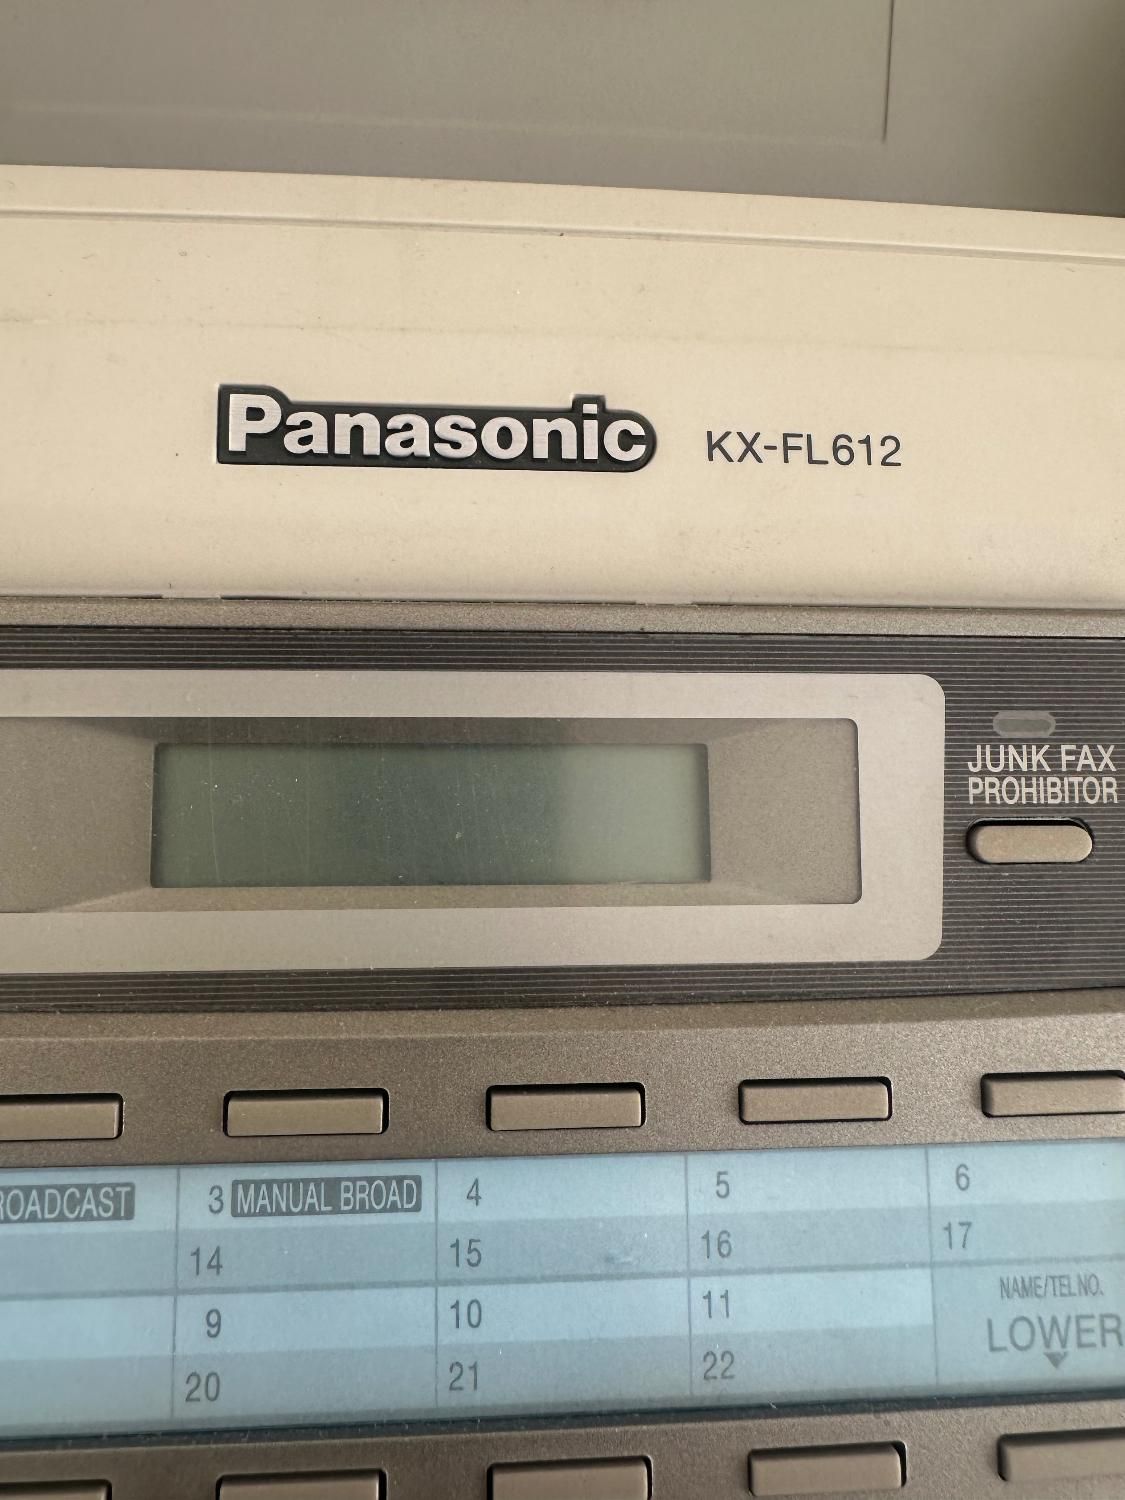 Panasonic KX-FL612
JUNK FAX
PROHIBITOR
ROADCAST 3 MANUAL BROAD 4 5 6
14 15 16 17
9 10 11 NAME/TEL NO.
20 21 22 LOWER